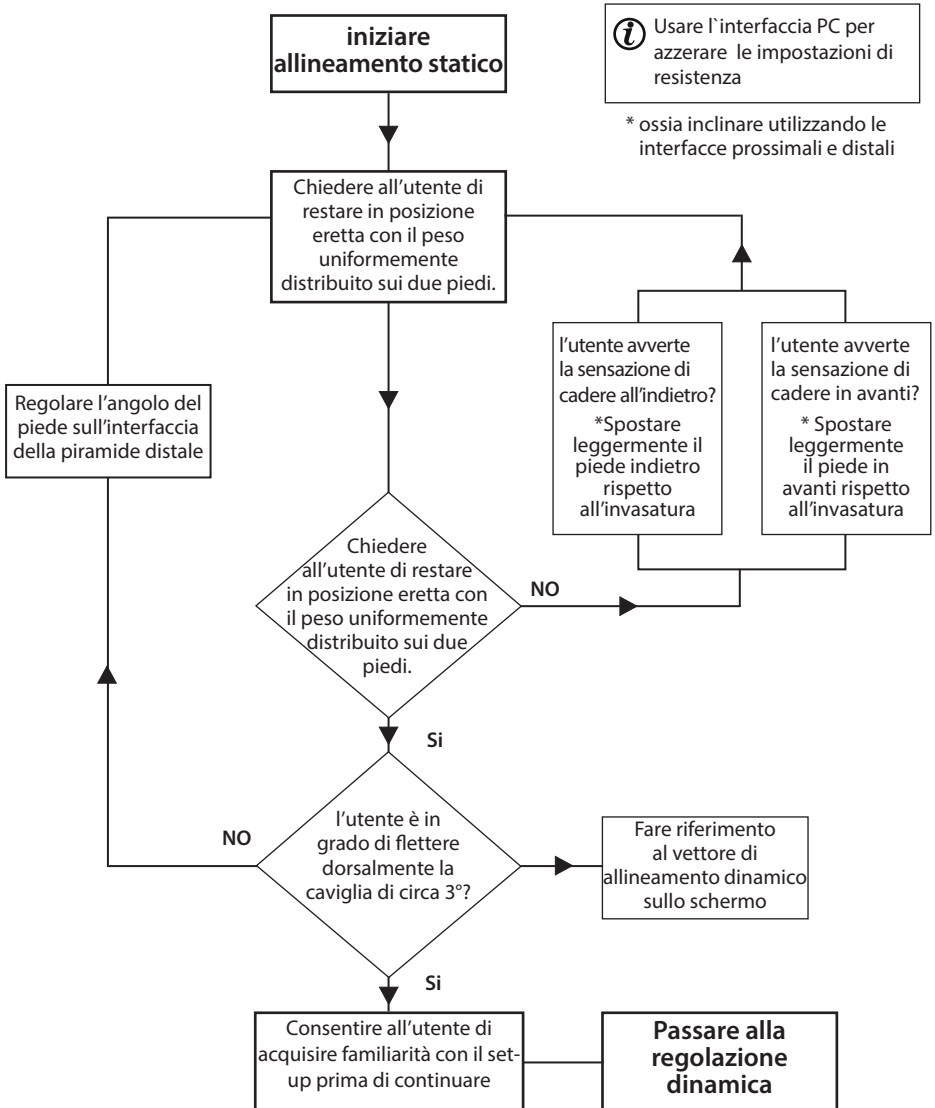 iniziare
allineamento statico
i
Usare l`interfaccia PC per
azzerare le impostazioni di
resistenza
* ossia inclinare utilizzando le
interfacce prossimali e distali
Chiedere all’utente di
restare in posizione
eretta con il peso
uniformemente
distribuito sui due piedi.
l’utente avverte
la sensazione di
cadere all’indietro?
*Spostare
leggermente il
piede indietro
rispetto
all’invasatura
l’utente avverte
la sensazione di
cadere in avanti?
* Spostare
leggermente
il piede in
avanti rispetto
all’invasatura
Regolare l’angolo del
piede sull’interfaccia
della piramide distale
Chiedere
all’utente di restare
in posizione eretta con
il peso uniformemente
distribuito sui due
piedi.
NO
Si
l’utente è in
grado di flettere
dorsalmente la
caviglia di circa 3°?
NO
Fare riferimento
al vettore di
allineamento dinamico
sullo schermo
Si
Consentire all’utente di
acquisire familiarità con il set-
up prima di continuare
Passare alla
regolazione
dinamica